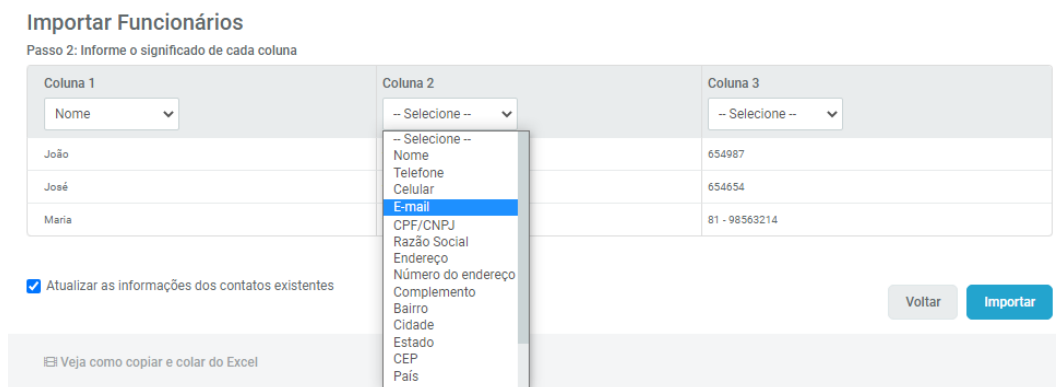 Importar Funcionários
Passo 2: Informe o significado de cada coluna
Coluna 1
Coluna 2
Coluna 3
Nome
-- Selecione --
-- Selecione --
-- Selecione --
Nome
Telefone
Celular
E-mail
CPF/CNPJ
Razão Social
Endereço
Número do endereço
Complemento
Bairro
Cidade
Estado
CEP
País
João
654987
José
654654
Maria
81 - 98563214
Atualizar as informações dos contatos existentes
Voltar
Importar
Veja como copiar e colar do Excel